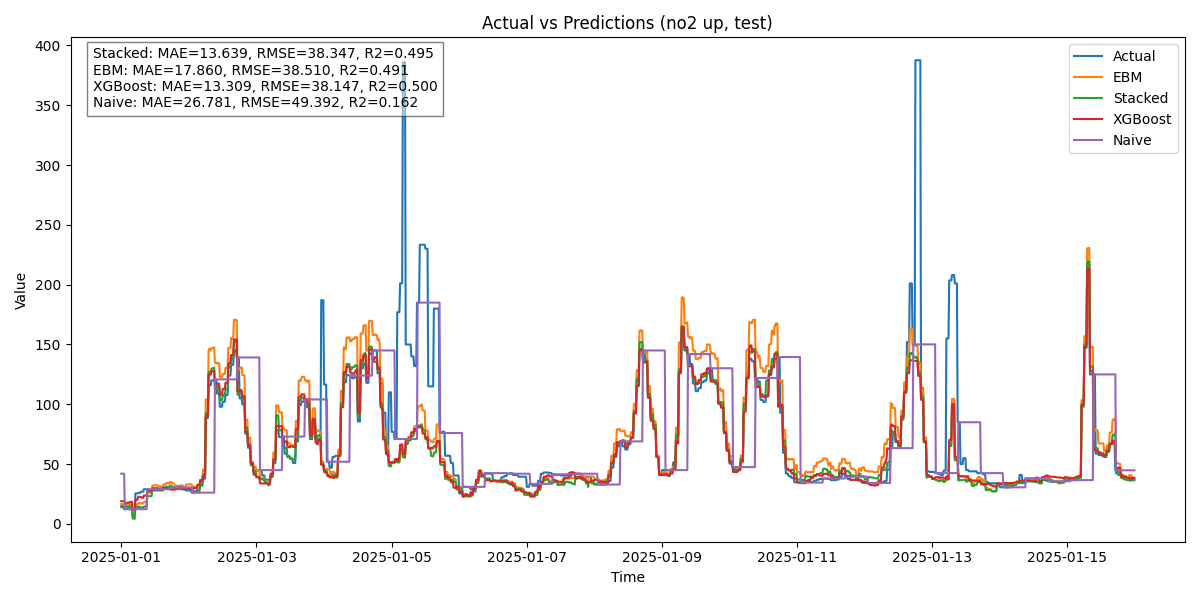 Actual vs Predictions (no2 up, test)
Stacked: MAE=13.639, RMSE=38.347, R2=0.495
EBM: MAE=17.860, RMSE=38.510, R2=0.491
XGBoost: MAE=13.309, RMSE=38.147, R2=0.500
Naive: MAE=26.781, RMSE=49.392, R2=0.162
Actual
EBM
Stacked
XGBoost
Naive
Value
400
350
300
250
200
150
100
50
0
2025-01-01
2025-01-03
2025-01-05
2025-01-07
2025-01-09
2025-01-11
2025-01-13
2025-01-15
Time